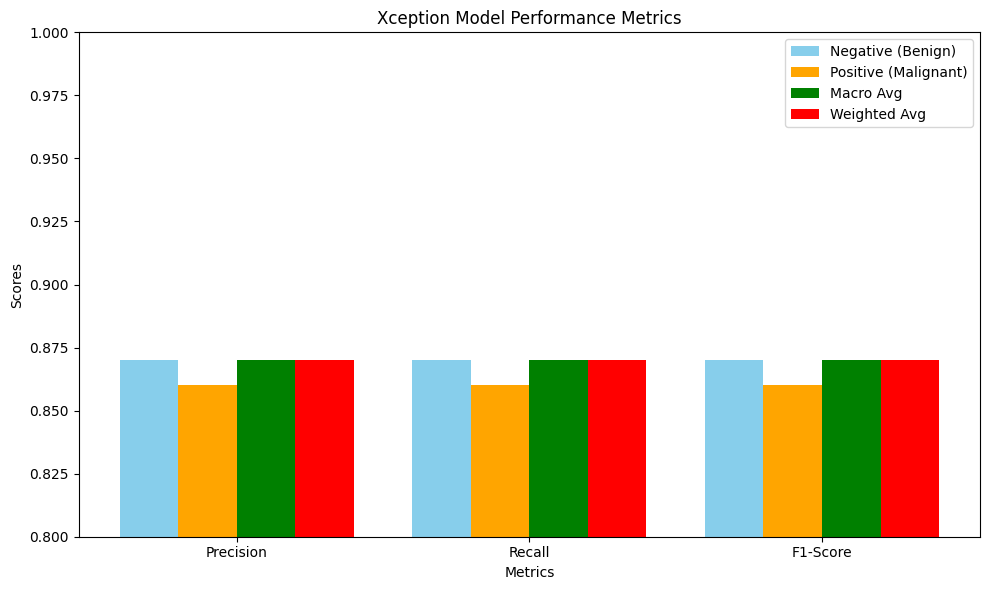 Xception Model Performance Metrics
1.000
0.975
0.950
0.925
0.900
0.875
0.850
0.825
0.800
Scores
Negative (Benign)
Positive (Malignant)
Macro Avg
Weighted Avg
Precision
Recall
F1-Score
Metrics